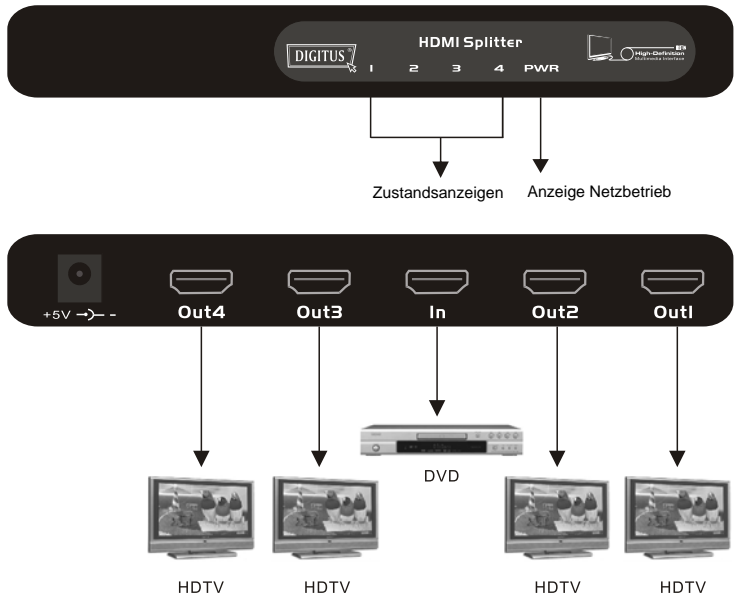 HDMI Splitter
DIGITUS®
1 2 3 4 PWR
High-Definition
Multimedia Interface
Zustandsanzeigen
Anzeige Netzbetrieb
+5V -
Out4
Out3
In
Out2
Out1
DVD
HDTV
HDTV
HDTV
HDTV